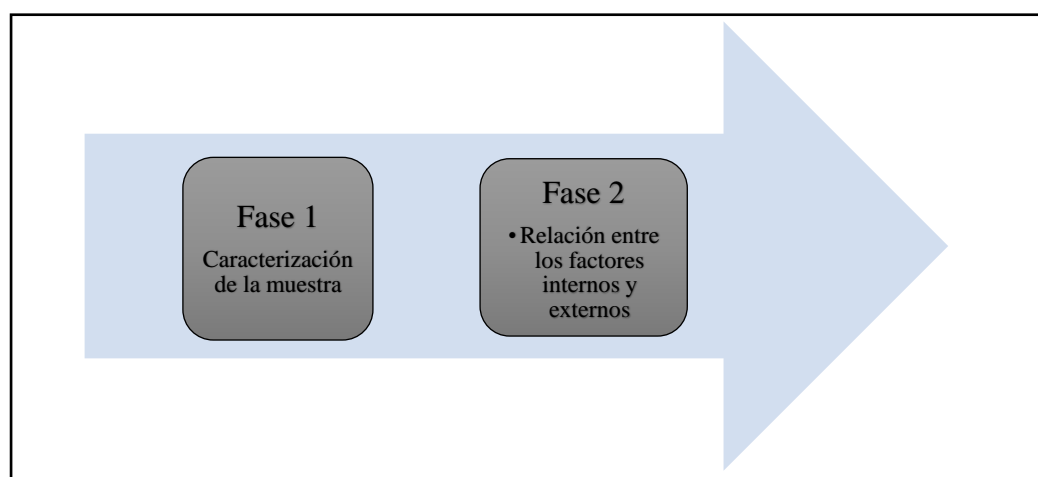 Fase 1
Caracterización
de la muestra
Fase 2
• Relación entre
los factores
internos y
externos